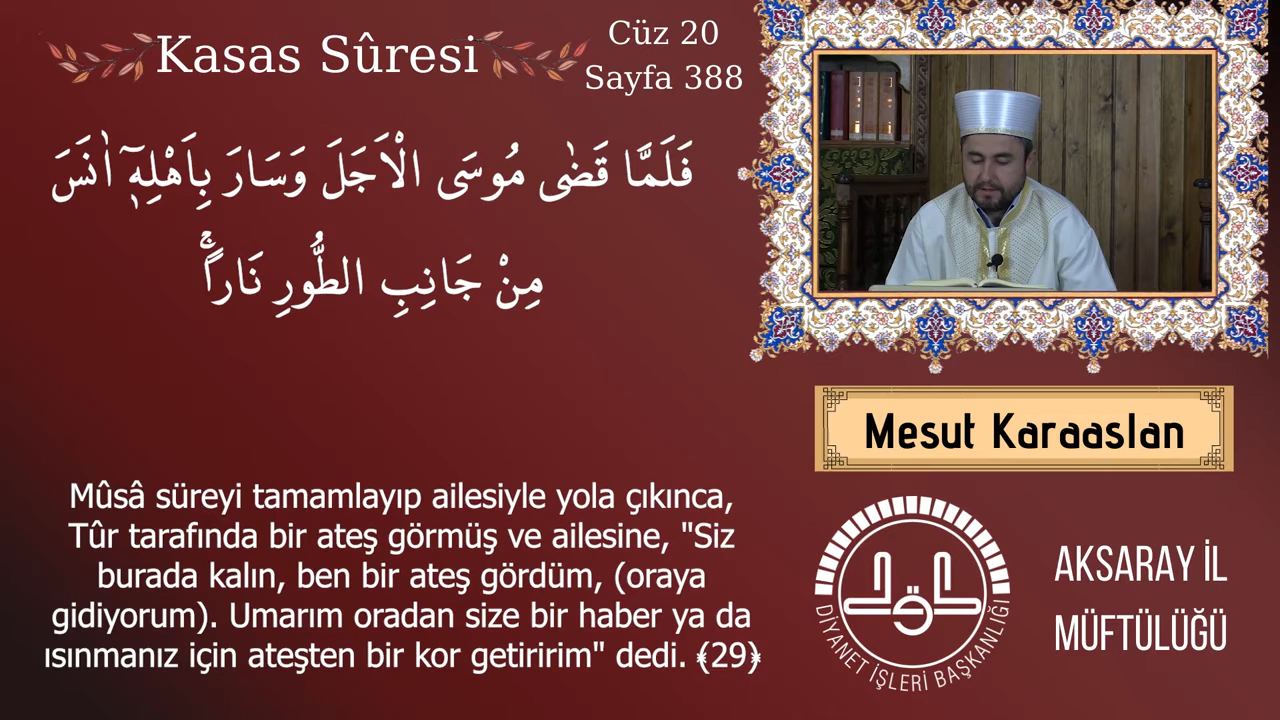 Kasas Sûresi
Cüz 20
Sayfa 388
فَلَمَّا قَضٰى مُوسَى الْاَجَلَ وَسَارَ بِاَهْلِه۪ٓ اٰنَسَ
مِنْ جَانِبِ الطُّورِ نَاراًۚ
Mûsâ süreyi tamamlayıp ailesiyle yola çıkınca,
Tûr tarafında bir ateş görmüş ve ailesine, "Siz
burada kalın, ben bir ateş gördüm, (oraya
gidiyorum). Umarım oradan size bir haber ya da
ısınmanız için ateşten bir kor getiririm" dedi. ﴾29﴿
Mesut Karaaslan
DİYANET İŞLERİ BAŞKANLIĞI
AKSARAY İL
MÜFTÜLÜĞÜ